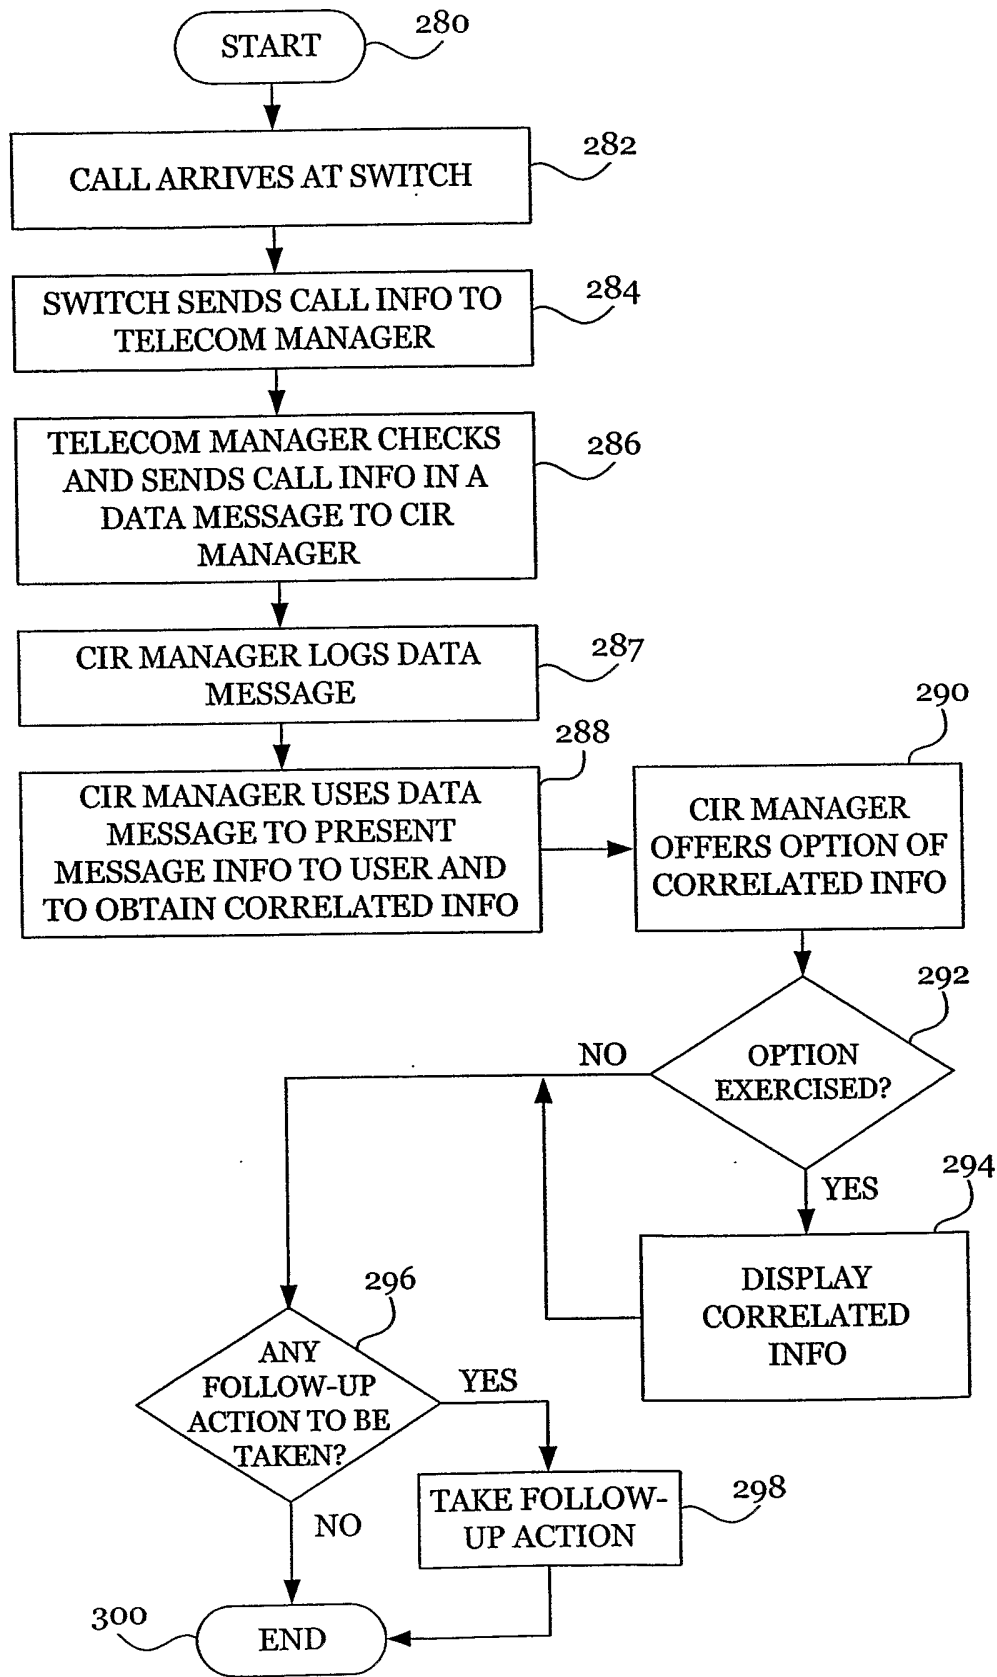 START
280
CALL ARRIVES AT SWITCH
282
SWITCH SENDS CALL INFO TO
TELECOM MANAGER
284
TELECOM MANAGER CHECKS
AND SENDS CALL INFO IN A
DATA MESSAGE TO CIR
MANAGER
286
CIR MANAGER LOGS DATA
MESSAGE
287
CIR MANAGER USES DATA
MESSAGE TO PRESENT
MESSAGE INFO TO USER AND
TO OBTAIN CORRELATED INFO
288
CIR MANAGER
OFFERS OPTION OF
CORRELATED INFO
290
OPTION
EXERCISED?
292
NO
YES
DISPLAY
CORRELATED
INFO
294
ANY
FOLLOW-UP
ACTION TO BE
TAKEN?
296
YES
NO
TAKE FOLLOW-
UP ACTION
298
END
300